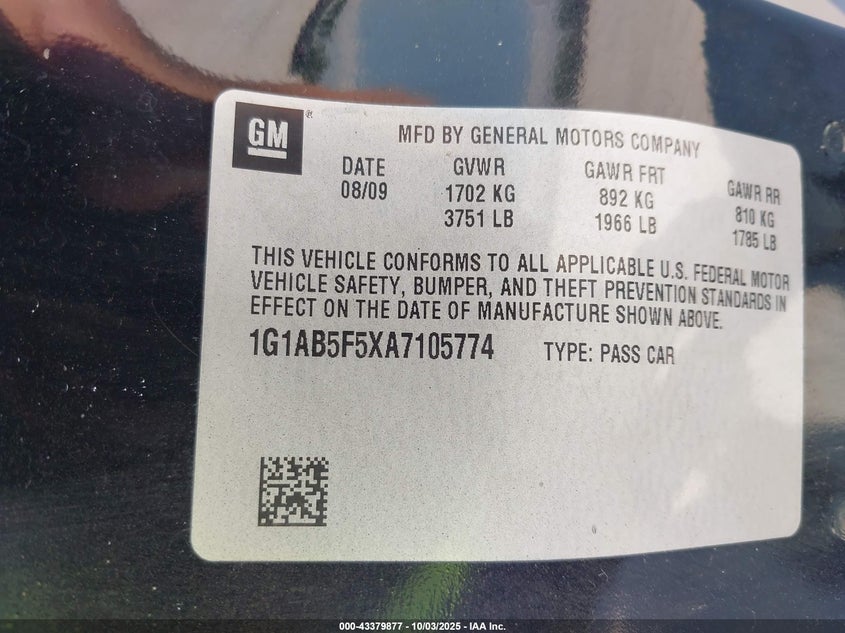 GM
®
MFD BY GENERAL MOTORS COMPANY
DATE GVWR GAWR FRT GAWR RR
08/09 1702 KG 892 KG 810 KG
3751 LB 1966 LB 1785 LB
THIS VEHICLE CONFORMS TO ALL APPLICABLE U.S. FEDERAL MOTOR
VEHICLE SAFETY, BUMPER, AND THEFT PREVENTION STANDARDS IN
EFFECT ON THE DATE OF MANUFACTURE SHOWN ABOVE.
1G1AB5F5XA7105774 TYPE: PASS CAR
000-43379877 - 10/03/2025 - IAA Inc.